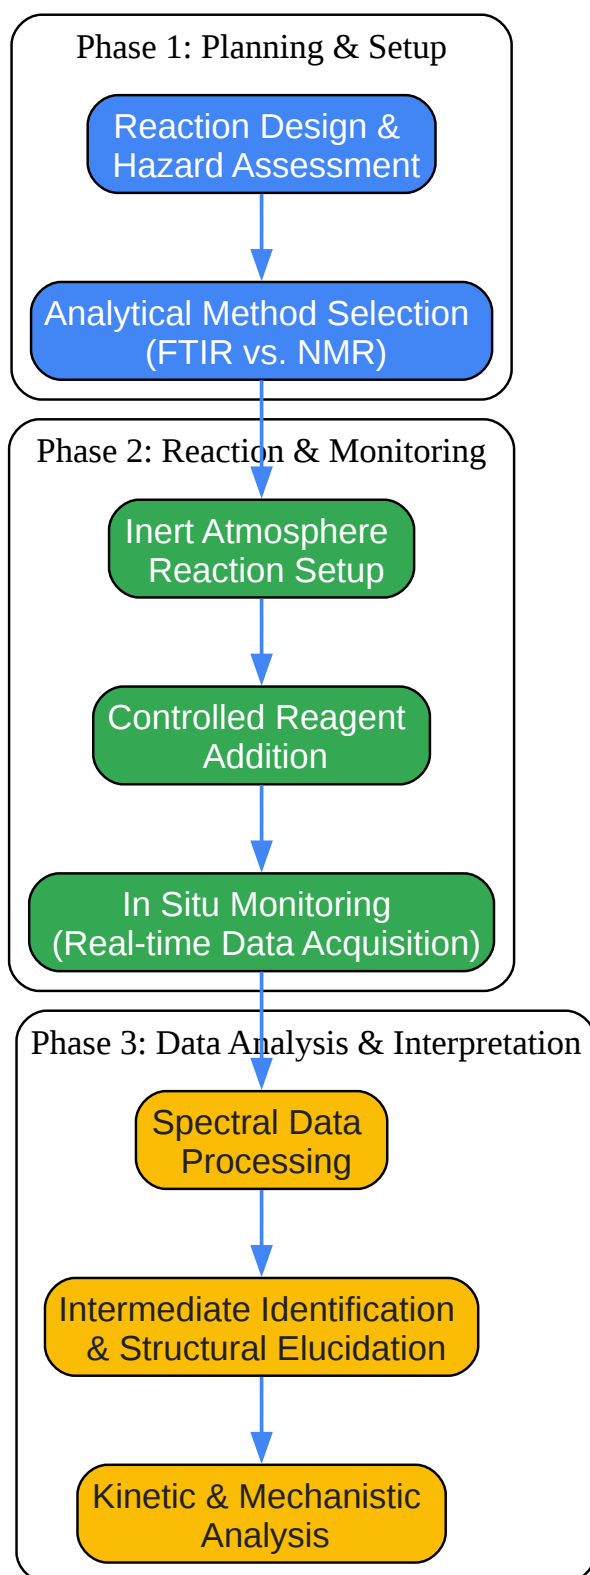 Phase 1: Planning & Setup
Reaction Design &
Hazard Assessment
Analytical Method Selection
(FTIR vs. NMR)
Phase 2: Reaction & Monitoring
Inert Atmosphere
Reaction Setup
Controlled Reagent
Addition
In Situ Monitoring
(Real-time Data Acquisition)
Phase 3: Data Analysis & Interpretation
Spectral Data
Processing
Intermediate Identification
& Structural Elucidation
Kinetic & Mechanistic
Analysis